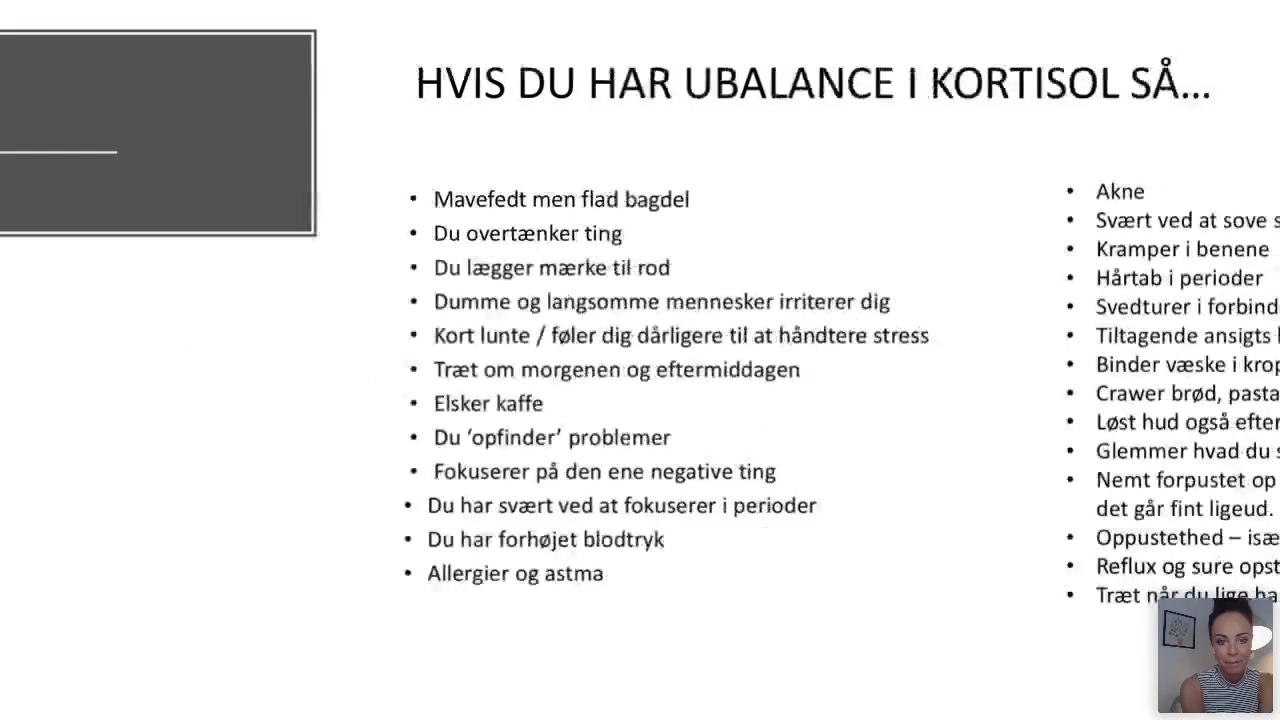 HVIS DU HAR UBALANCE I KORTISOL SÅ...
• Mavefedt men flad bagdel
• Du overtænker ting
• Du lægger mærke til rod
• Dumme og langsomme mennesker irriterer dig
• Kort lunte / føler dig dårligere til at håndtere stress
• Træt om morgenen og eftermiddagen
• Elsker kaffe
• Du ‘opfinder’ problemer
• Fokuserer på den ene negative ting
• Du har svært ved at fokuserer i perioder
• Du har forhøjet blodtryk
• Allergier og astma
• Akne
• Svært ved at sove
• Kramper i benene
• Hårtab i perioder
• Svedturer i
• Tiltagende ansigts
• Binder væske i
• Crawer brød, pasta
• Løst hud også
• Glemmer hvad du
• Nemt forpustet op
det går fint ligeud.
• Oppustethed –
• Reflux og sure
• Træt når du lige